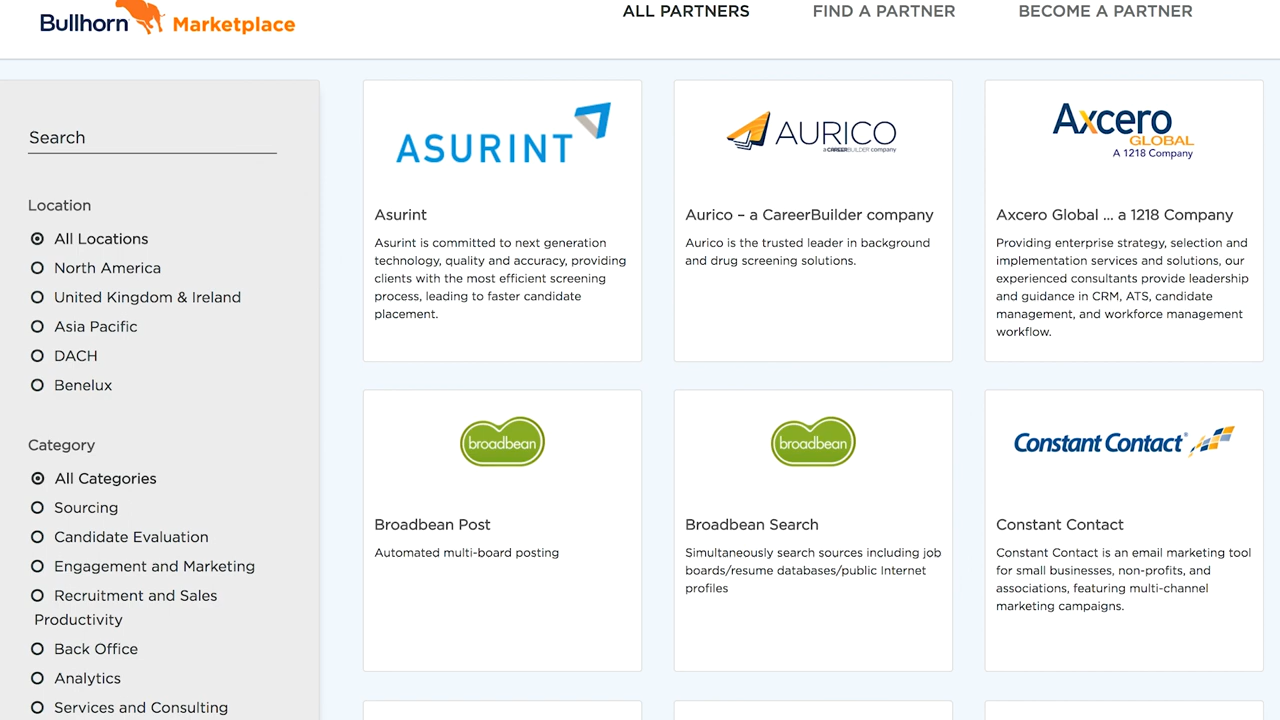 Bullhorn Marketplace
ALL PARTNERS
FIND A PARTNER
BECOME A PARTNER
Search
Location
All Locations
North America
United Kingdom & Ireland
Asia Pacific
DACH
Benelux
Category
All Categories
Sourcing
Candidate Evaluation
Engagement and Marketing
Recruitment and Sales
Productivity
Back Office
Analytics
Services and Consulting
ASURINT
Asurint
Asurint is committed to next generation
technology, quality and accuracy, providing
clients with the most efficient screening
process, leading to faster candidate
placement.
AURICO
a CAREERBUILDER company
Aurico – a CareerBuilder company
Aurico is the trusted leader in background
and drug screening solutions.
Axcero
GLOBAL
A 1218 Company
Axcero Global ... a 1218 Company
Providing enterprise strategy, selection and
implementation services and solutions, our
experienced consultants provide leadership
and guidance in CRM, ATS, candidate
management, and workforce management
workflow.
broadbean
Broadbean Post
Automated multi-board posting
broadbean
Broadbean Search
Simultaneously search sources including job
boards/resume databases/public Internet
profiles
Constant Contact®
Constant Contact
Constant Contact is an email marketing tool
for small businesses, non-profits, and
associations, featuring multi-channel
marketing campaigns.